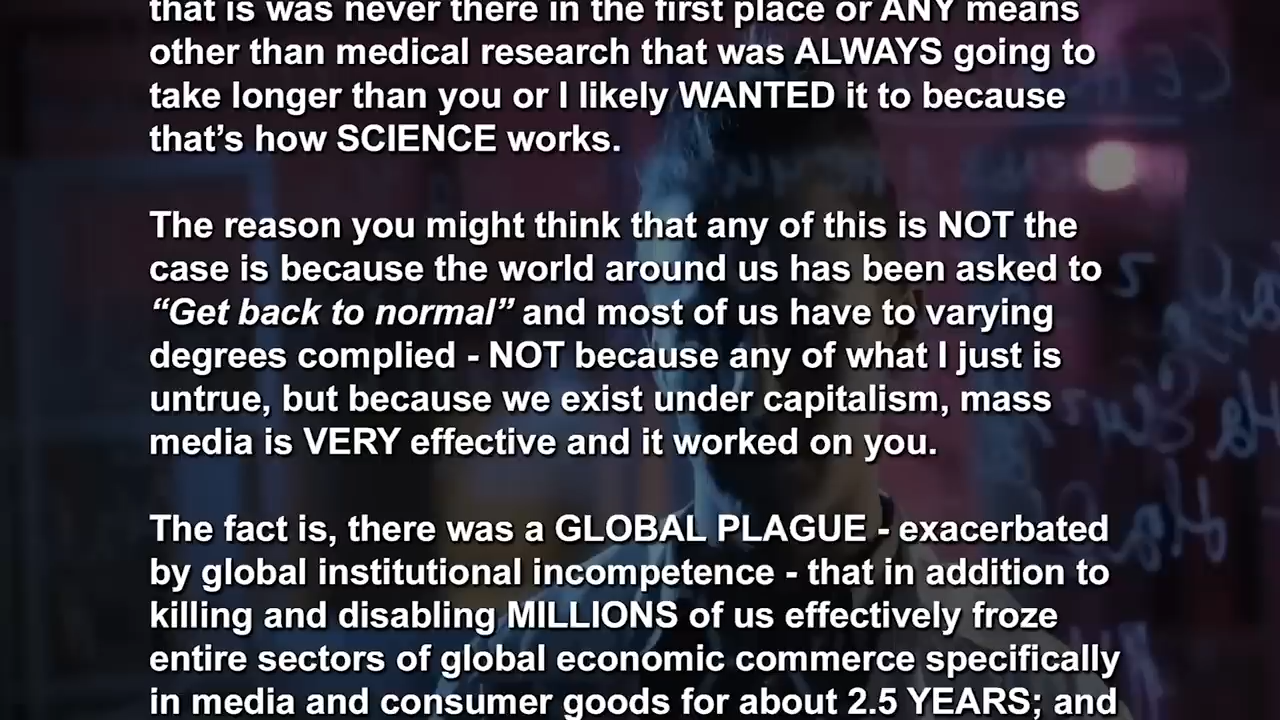 that is was never there in the first place or ANY means
other than medical research that was ALWAYS going to
take longer than you or I likely WANTED it to because
that's how SCIENCE works.
The reason you might think that any of this is NOT the
case is because the world around us has been asked to
“Get back to normal” and most of us have to varying
degrees complied - NOT because any of what I just is
untrue, but because we exist under capitalism, mass
media is VERY effective and it worked on you.
The fact is, there was a GLOBAL PLAGUE - exacerbated
by global institutional incompetence - that in addition to
killing and disabling MILLIONS of us effectively froze
entire sectors of global economic commerce specifically
in media and consumer goods for about 2.5 YEARS; and